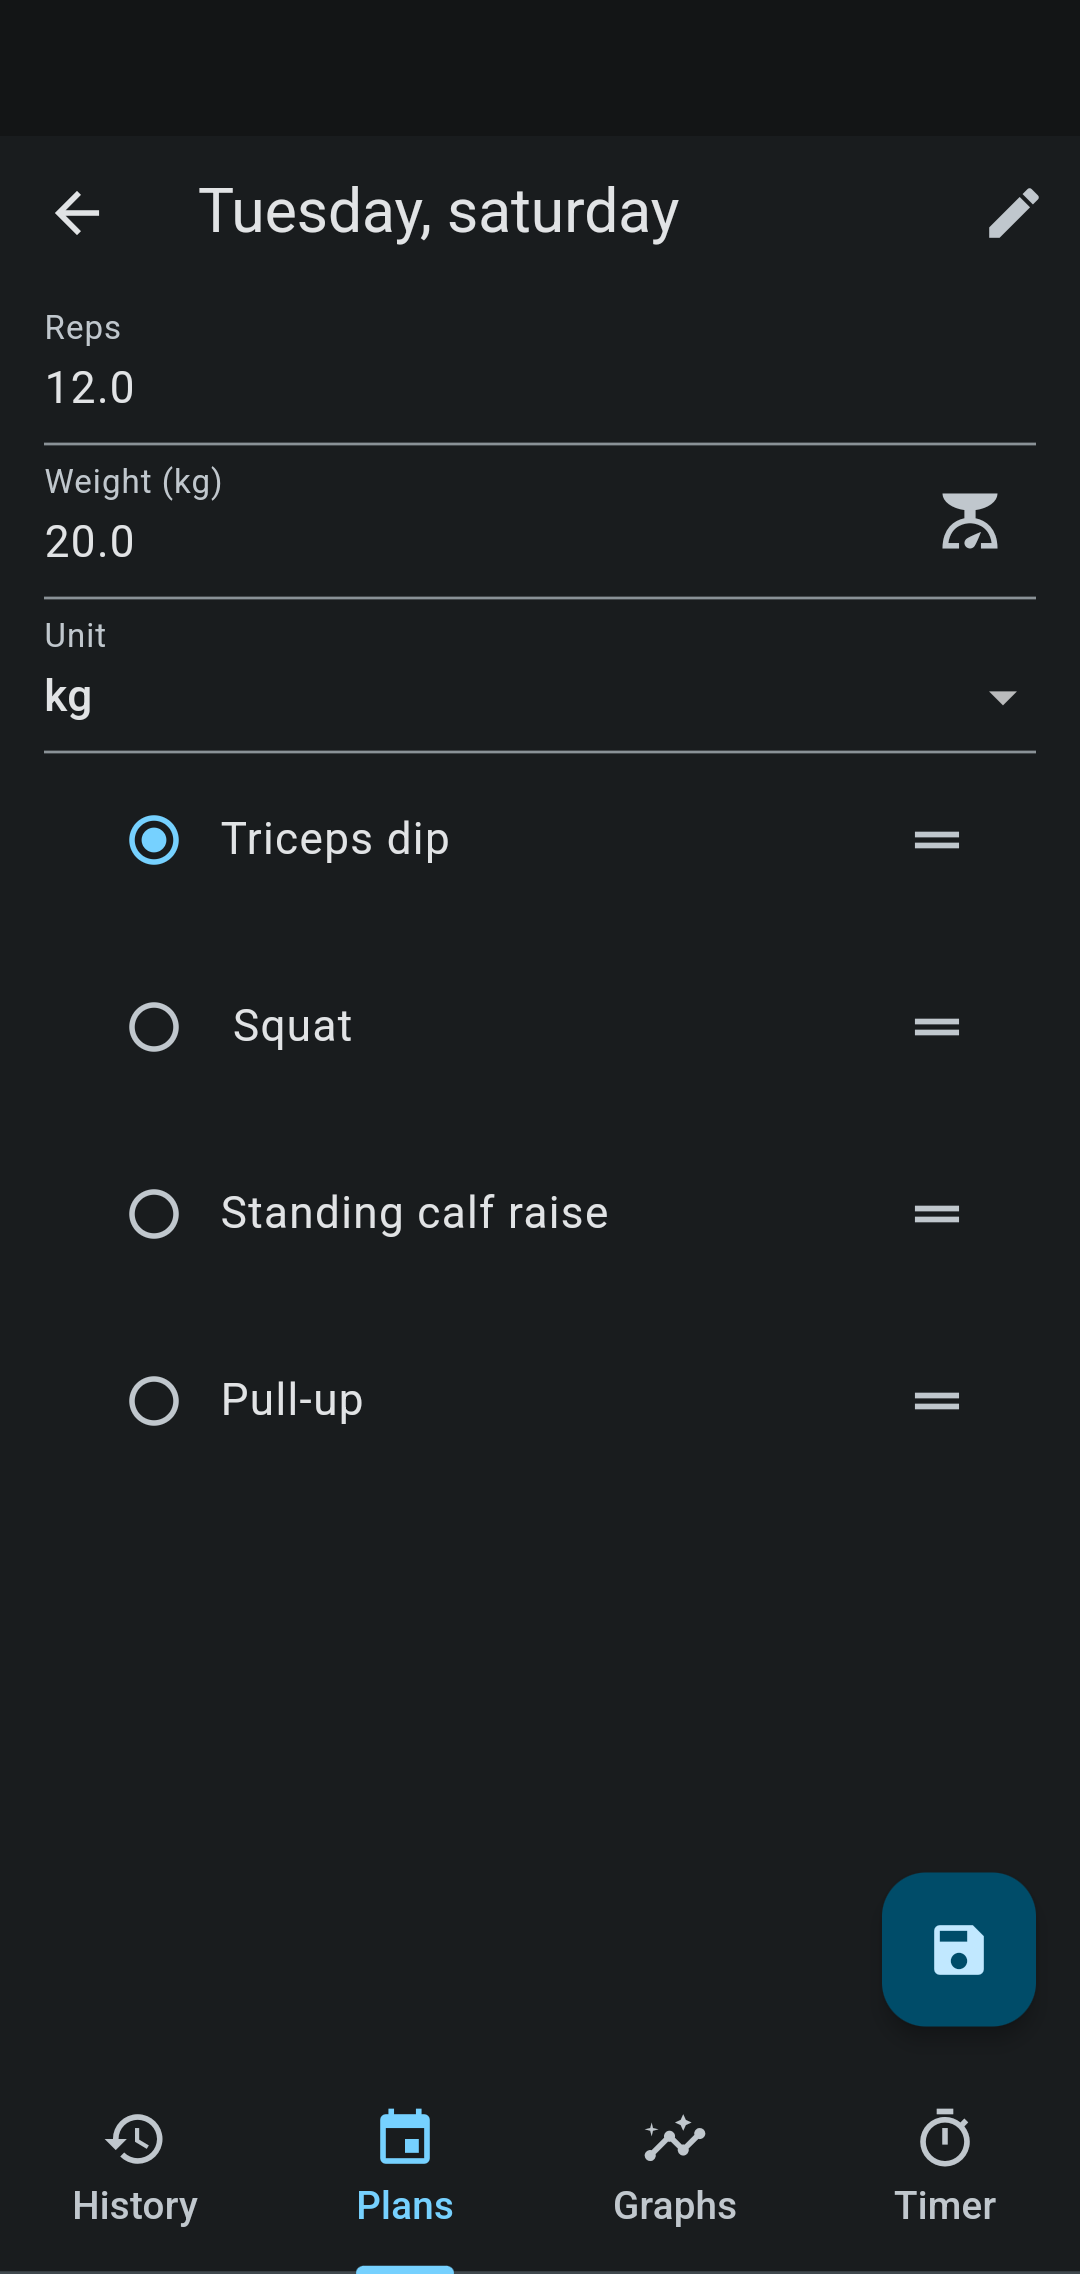 Tuesday, saturday
Reps
12.0
Weight (kg)
20.0
Unit
kg
Triceps dip
Squat
Standing calf raise
Pull-up
History
Plans
Graphs
Timer